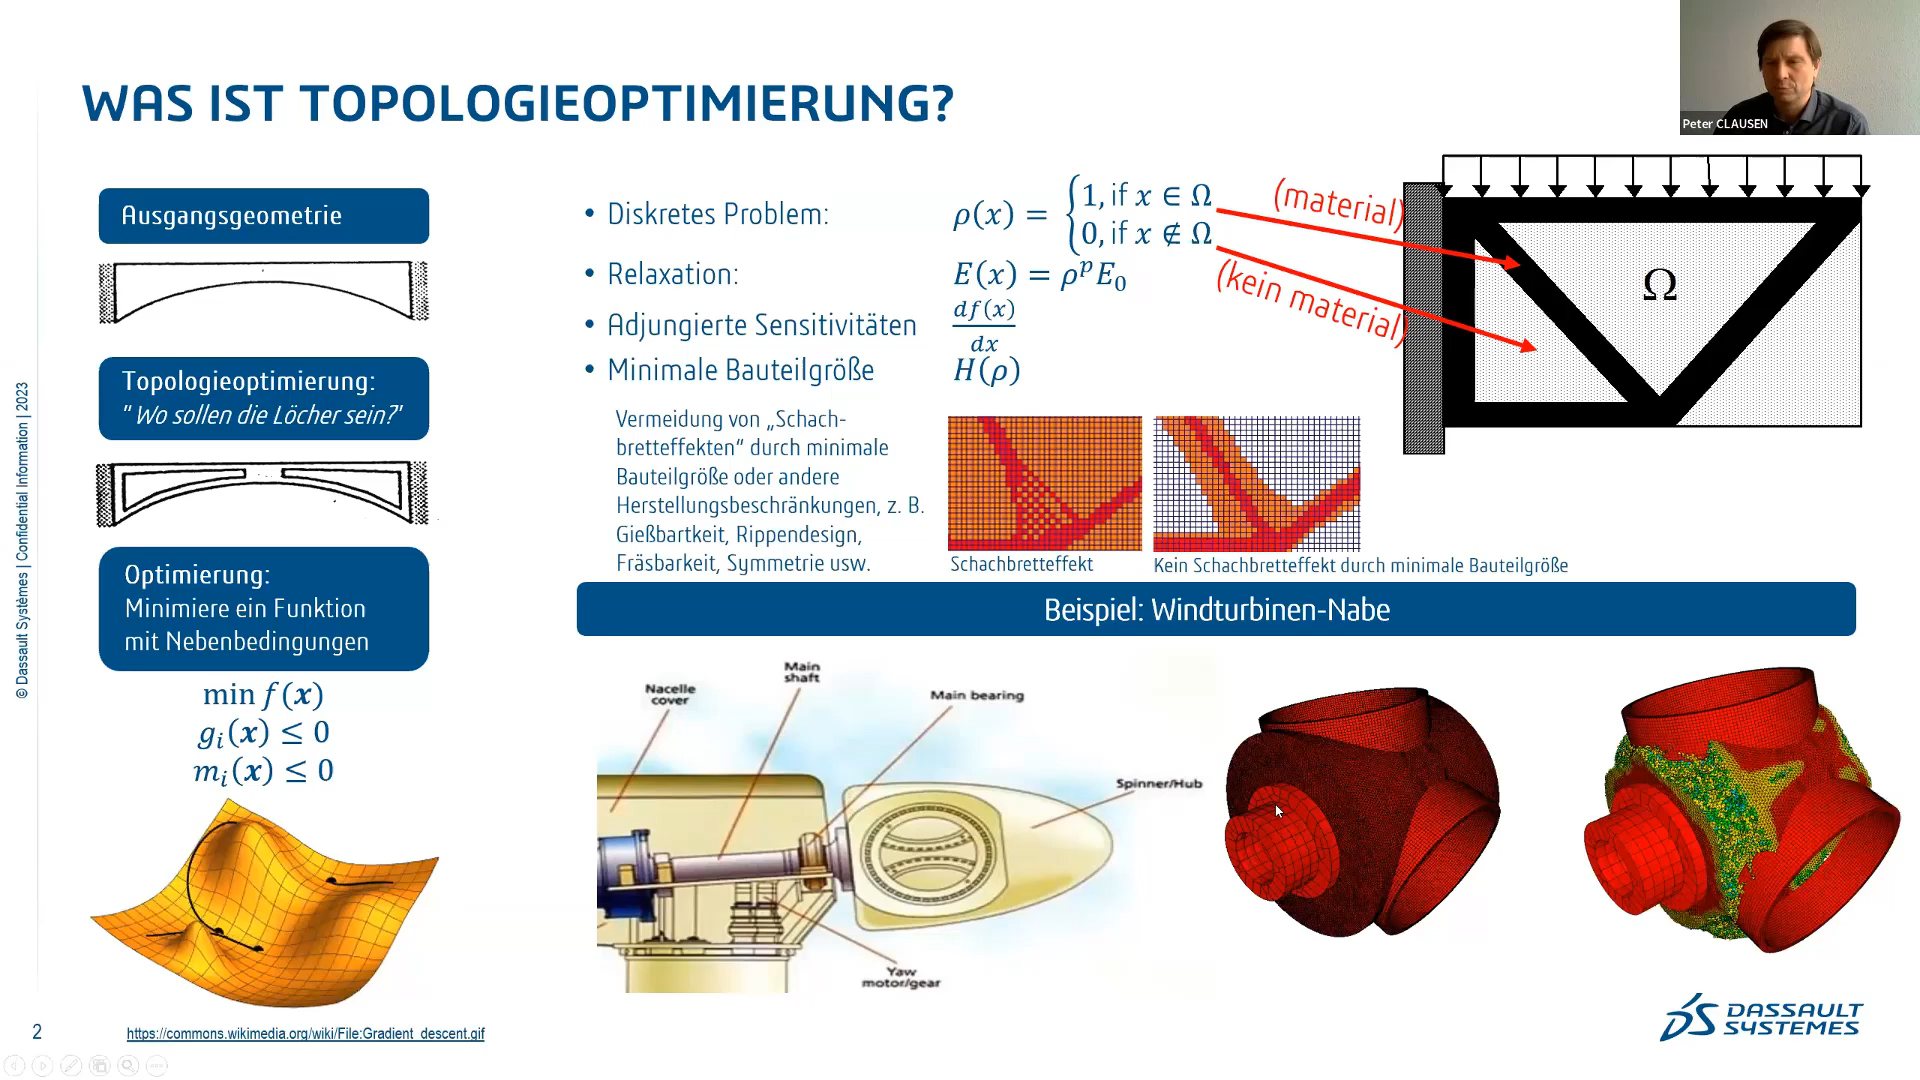 WAS IST TOPOLOGIEOPTIMIERUNG?
Peter CLAUSEN
Ausgangsgeometrie
Topologieoptimierung:
"Wo sollen die Löcher sein?"
Optimierung:
Minimiere ein Funktion
mit Nebenbedingungen
min f(x)
gᵢ(x) ≤ 0
mᵢ(x) ≤ 0
• Diskretes Problem: ρ(x) = {1, if x ∈ Ω
0, if x ∉ Ω
(material)
(kein material)
Ω
• Relaxation: E(x) = ρᵖE₀
• Adjungierte Sensitivitäten df(x)/dx
• Minimale Bauteilgröße H(ρ)
Vermeidung von „Schach-
bretteffekten“ durch minimale
Bauteilgröße oder andere
Herstellungsbeschränkungen, z. B.
Gießbarkeit, Rippendesign,
Fräsbarkeit, Symmetrie usw.
Schachbretteffekt
Kein Schachbretteffekt durch minimale Bauteilgröße
Beispiel: Windturbinen-Nabe
Nacelle
cover
Main
shaft
Main bearing
Spinner/Hub
Yaw
motor/gear
© Dassault Systèmes | Confidential Information | 2023
2
https://commons.wikimedia.org/wiki/File:Gradient_descent.gif
DASSAULT
SYSTEMES